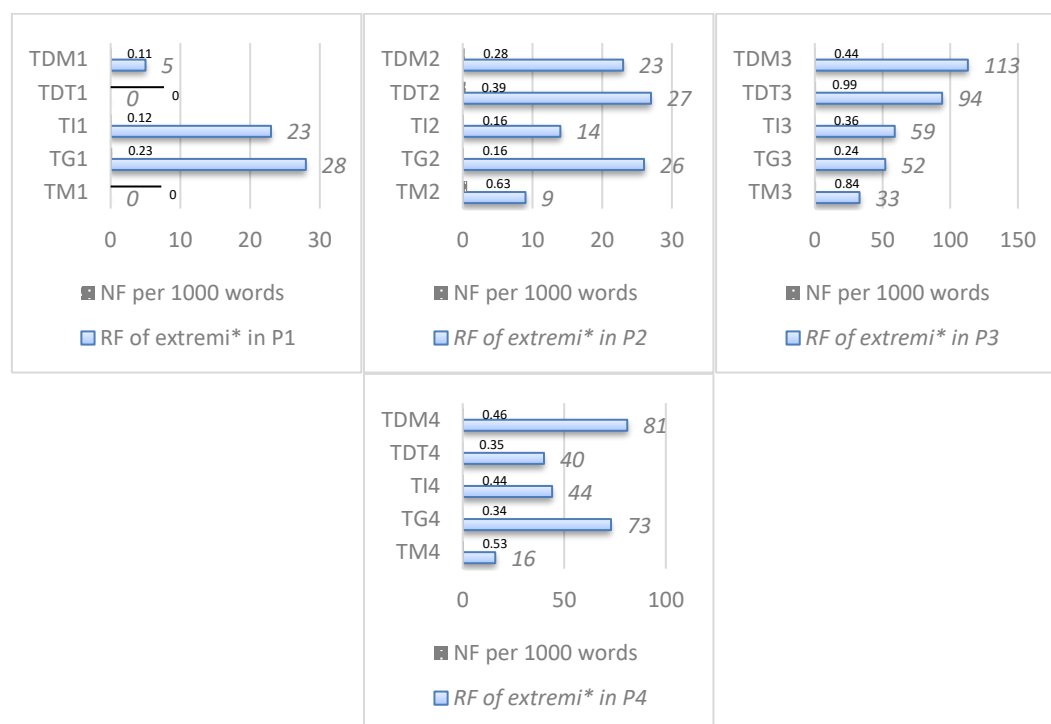 TDM1 0.11 5
TDT1 0 0
TI1 0.12 23
TG1 0.23 28
TM1 0 0
0 10 20 30
NF per 1000 words
RF of extremi* in P1
TDM2 0.28 23
TDT2 0.39 27
TI2 0.16 14
TG2 0.16 26
TM2 0.63 9
0 10 20 30
NF per 1000 words
RF of extremi* in P2
TDM3 0.44 113
TDT3 0.99 94
TI3 0.36 59
TG3 0.24 52
TM3 0.84 33
0 50 100 150
NF per 1000 words
RF of extremi* in P3
TDM4 0.46 81
TDT4 0.35 40
TI4 0.44 44
TG4 0.34 73
TM4 0.53 16
0 50 100
NF per 1000 words
RF of extremi* in P4